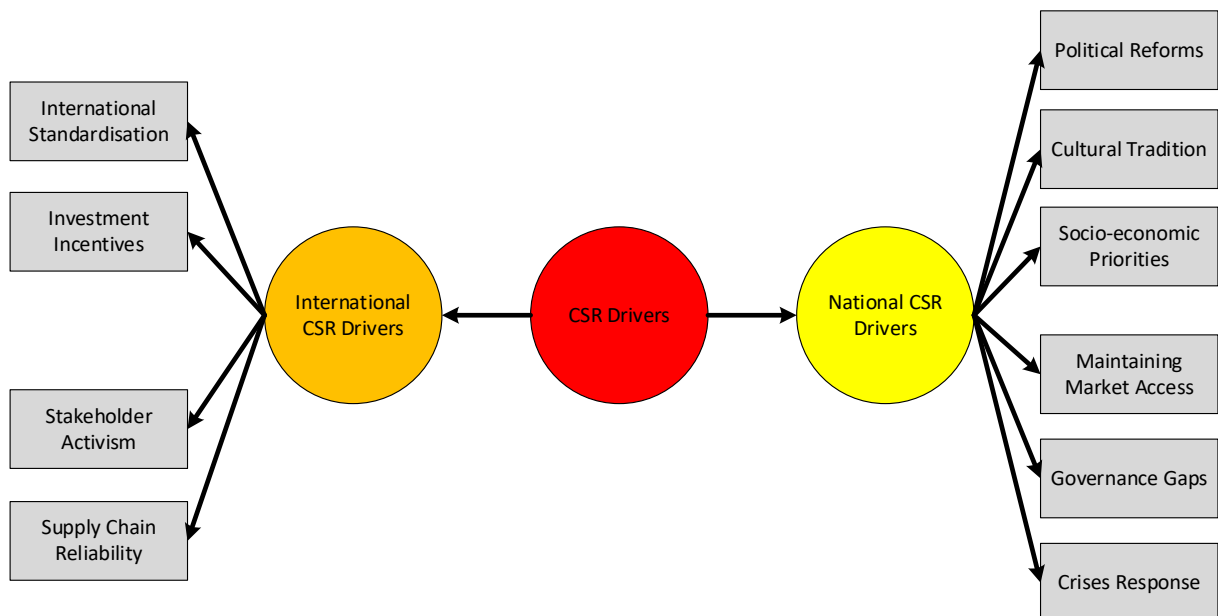 International
Standardisation
Investment
Incentives
Stakeholder
Activism
Supply Chain
Reliability
International
CSR Drivers
CSR Drivers
National CSR
Drivers
Political Reforms
Cultural Tradition
Socio-economic
Priorities
Maintaining
Market Access
Governance Gaps
Crises Response